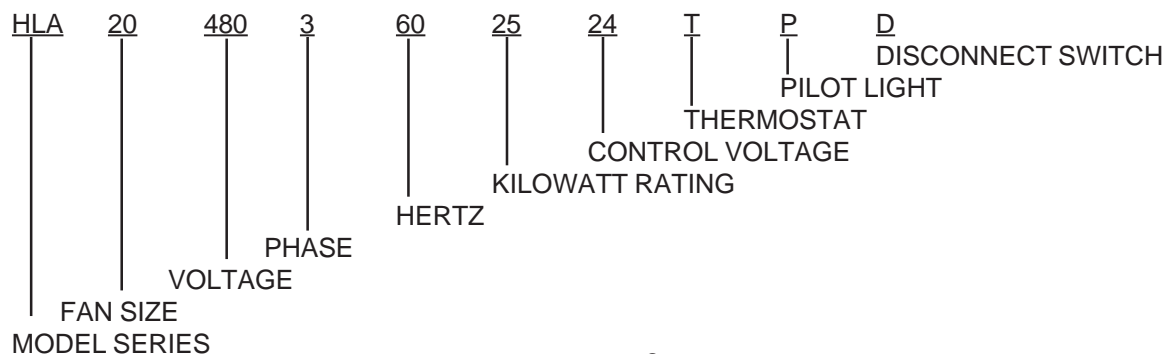 HLA 20 480 3 60 25 24 T P D
DISCONNECT SWITCH
PILOT LIGHT
THERMOSTAT
CONTROL VOLTAGE
KILOWATT RATING
HERTZ
PHASE
VOLTAGE
FAN SIZE
MODEL SERIES